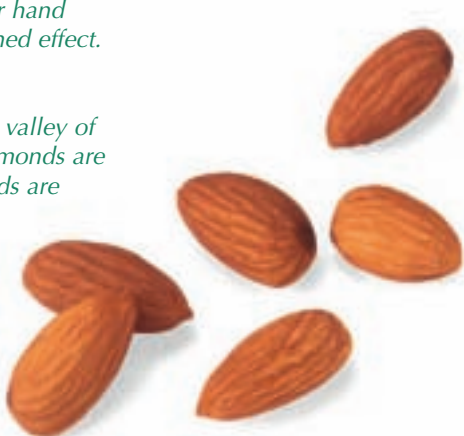 r hand
ned effect.
valley of
monds are
ds are